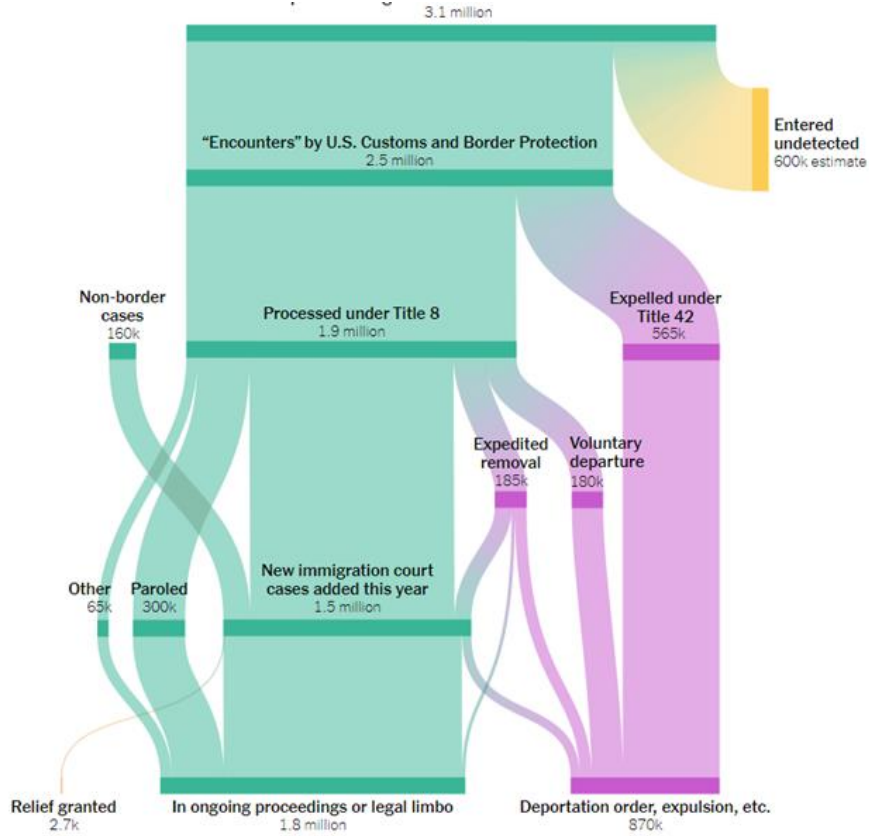 3.1 million
“Encounters” by U.S. Customs and Border Protection
2.5 million
Entered
undetected
600k estimate
Non-border
cases
160k
Processed under Title 8
1.9 million
Expelled under
Title 42
565k
Expedited
removal
185k
Voluntary
departure
180k
Other
65k
Paroled
300k
New immigration court
cases added this year
1.5 million
Relief granted
2.7k
In ongoing proceedings or legal limbo
1.8 million
Deportation order, expulsion, etc.
870k